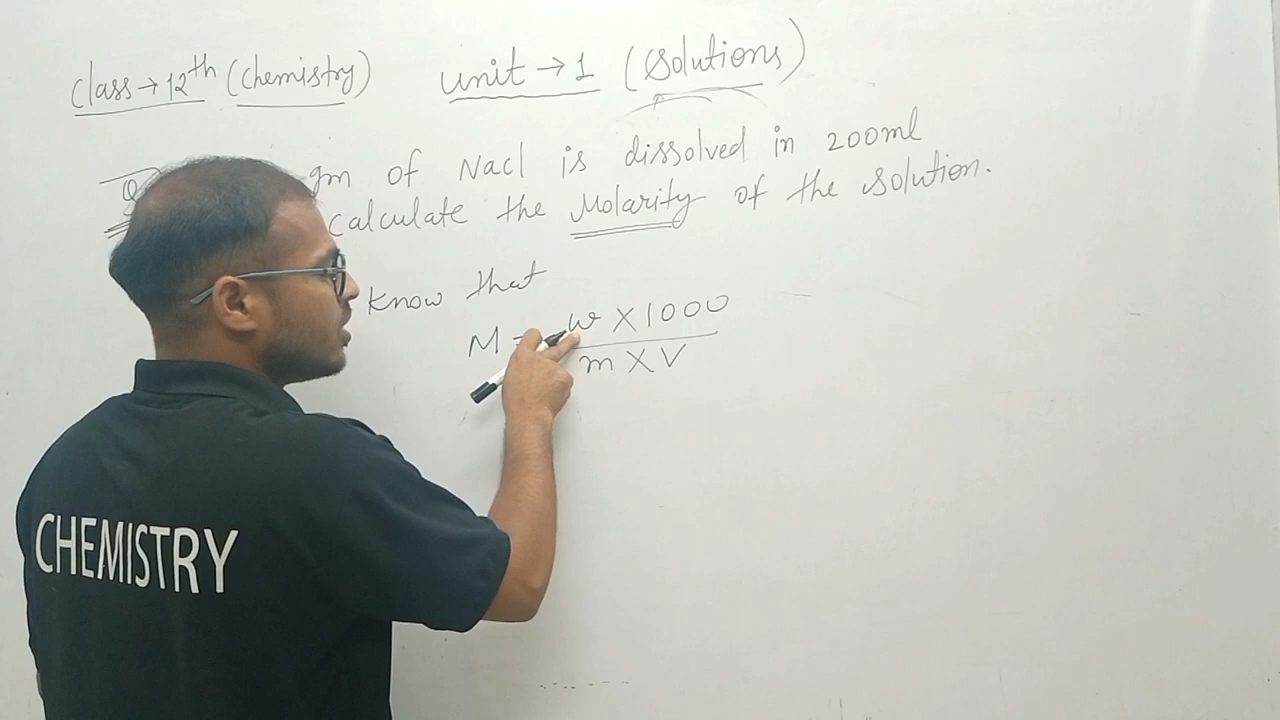 Class → 12th (Chemistry) Unit → 1 (Solutions)
Q gm of Nacl is dissolved in 200ml
calculate the Molarity of the solution.
Know that
M = w X 1000
m X V
CHEMISTRY